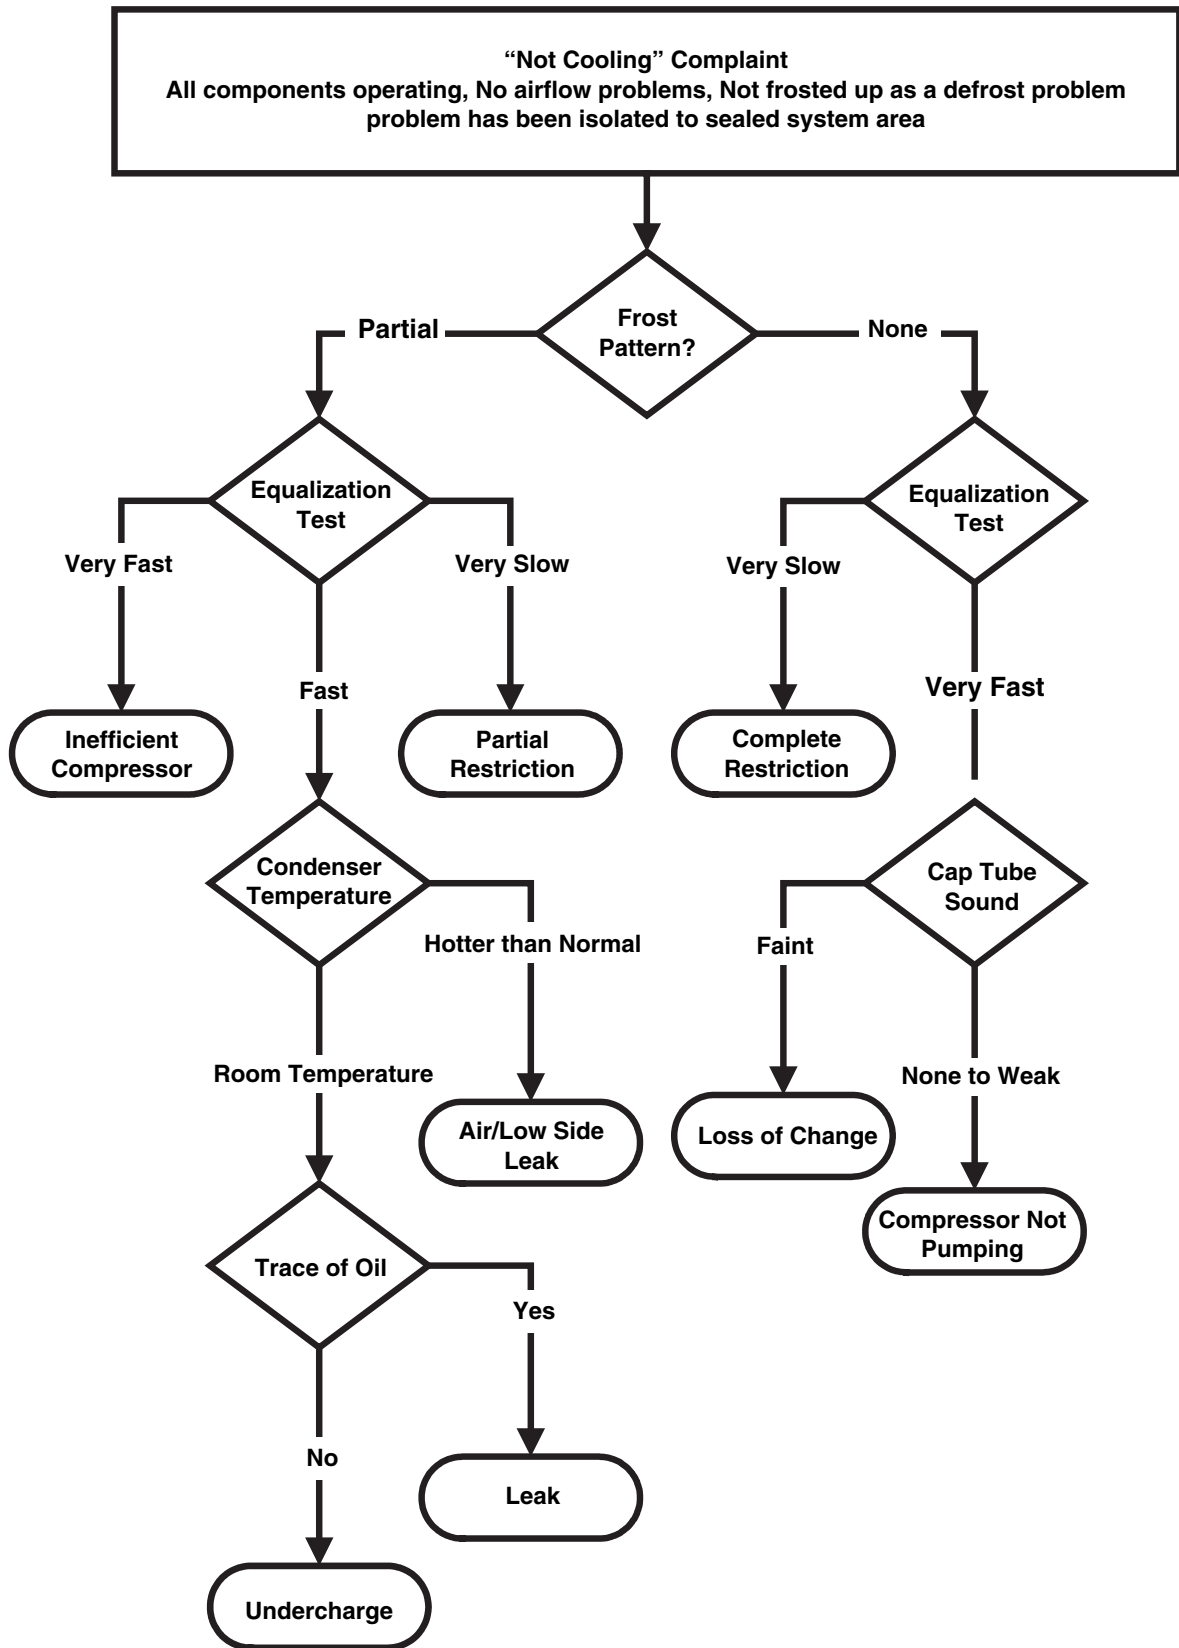 “Not Cooling” Complaint
All components operating, No airflow problems, Not frosted up as a defrost problem
problem has been isolated to sealed system area
Frost
Pattern?
Partial
None
Equalization
Test
Equalization
Test
Very Fast
Very Slow
Very Slow
Fast
Very Fast
Inefficient
Compressor
Partial
Restriction
Complete
Restriction
Condenser
Temperature
Cap Tube
Sound
Hotter than Normal
Faint
Room Temperature
None to Weak
Air/Low Side
Leak
Loss of Change
Compressor Not
Pumping
Trace of Oil
Yes
No
Leak
Undercharge